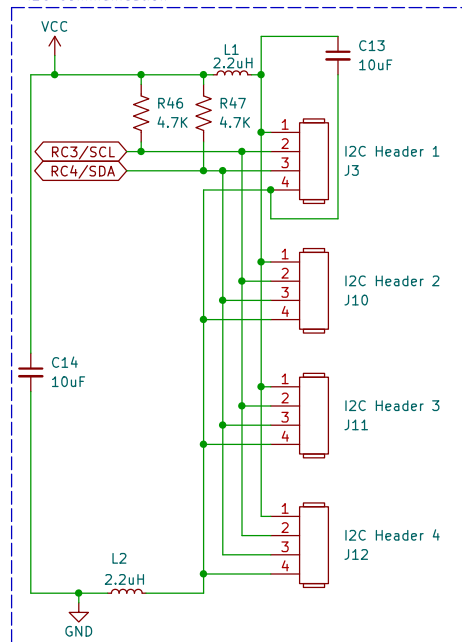 VCC
L1
2.2uH
C13
10uF
R46
4.7K
R47
4.7K
RC3/SCL
RC4/SDA
1
2
3
4
I2C Header 1
J3
1
2
3
4
I2C Header 2
J10
C14
10uF
1
2
3
4
I2C Header 3
J11
1
2
3
4
I2C Header 4
J12
L2
2.2uH
GND